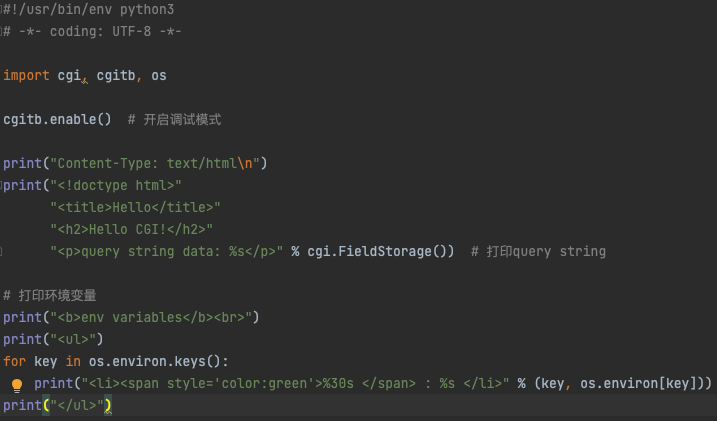 #!/usr/bin/env python3
# -*- coding: UTF-8 -*-
import cgi, cgitb, os
cgitb.enable()  # 开启调试模式
print("Content-Type: text/html\n")
print("<!doctype html>"
      "<title>Hello</title>"
      "<h2>Hello CGI!</h2>"
      "<p>query string data: %s</p>" % cgi.FieldStorage())  # 打印query string
# 打印环境变量
print("<b>env variables</b><br>")
print("<ul>")
for key in os.environ.keys():
    print("<li><span style='color:green'>%30s </span> : %s </li>" % (key, os.environ[key]))
print("</ul>")